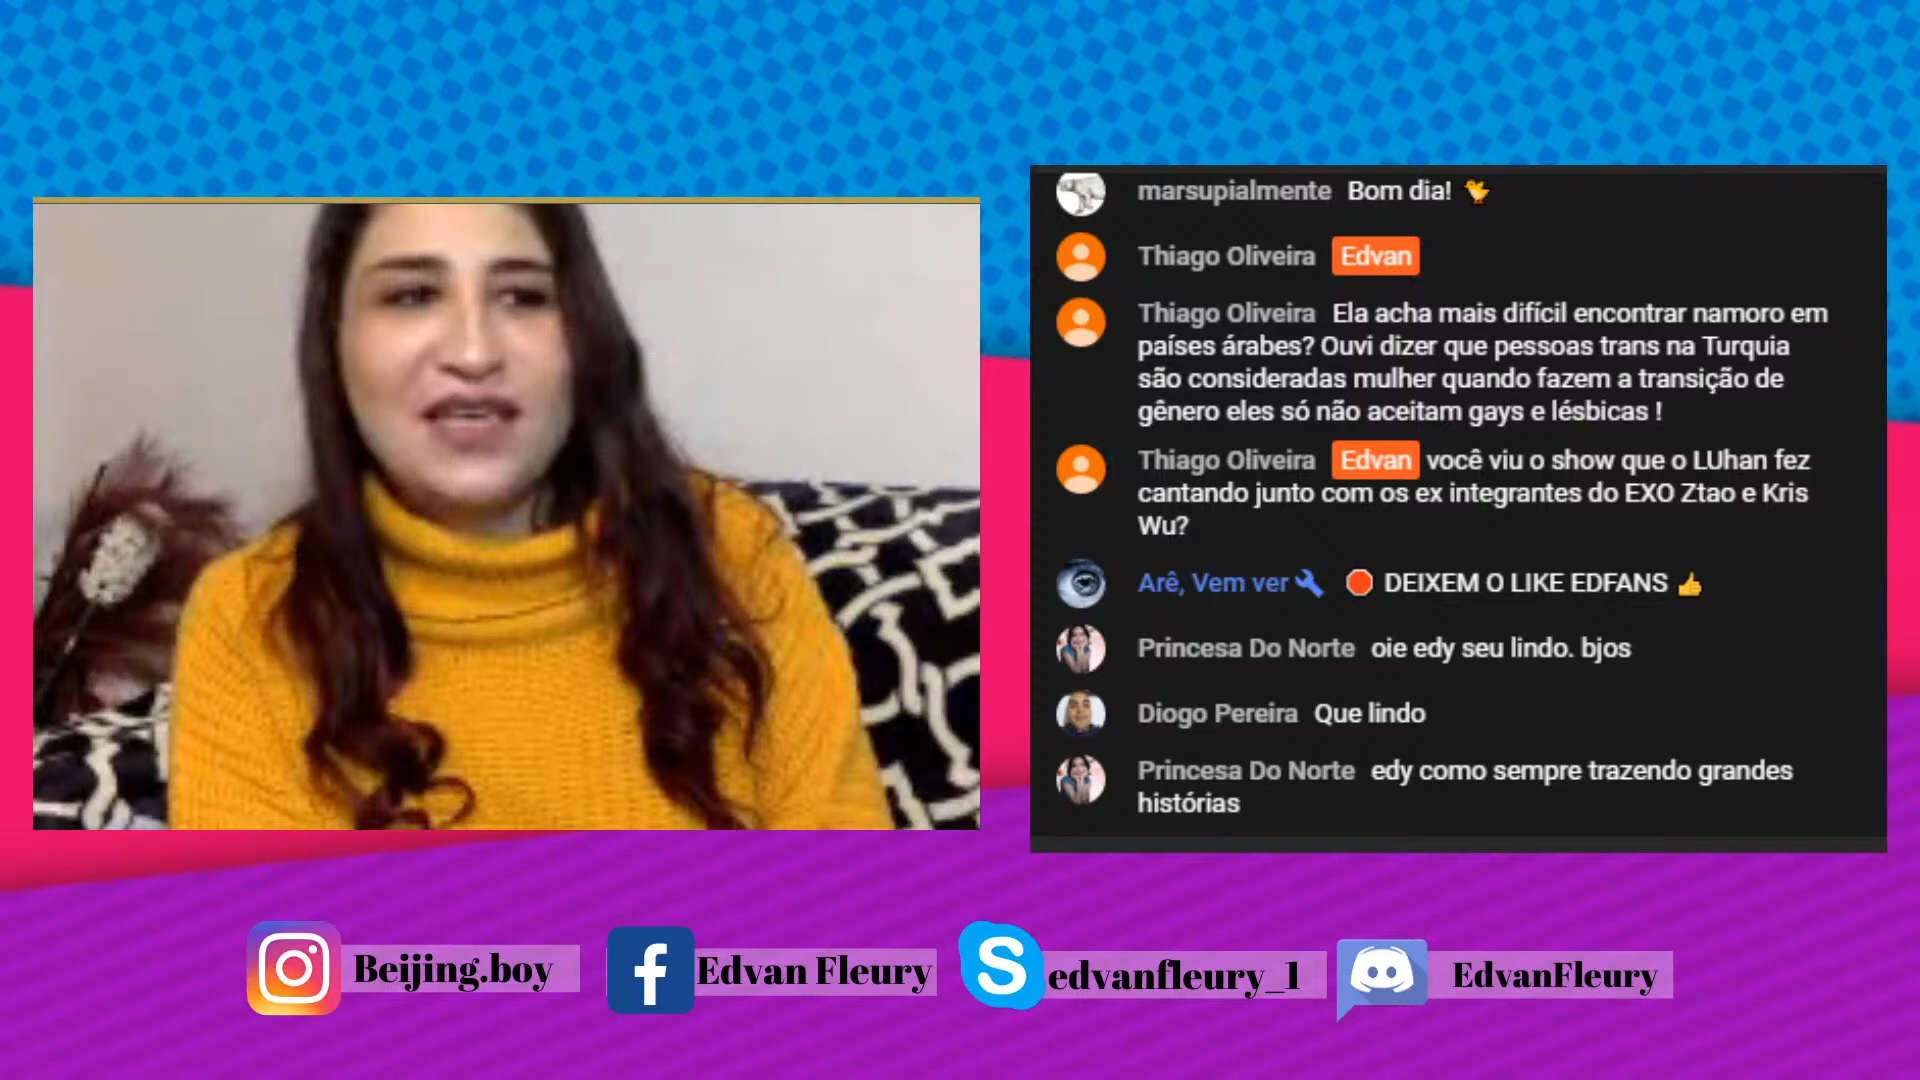 marsupialmente Bom dia! 🐤
Thiago Oliveira Edvan
Thiago Oliveira Ela acha mais difícil encontrar namoro em
países árabes? Ouvi dizer que pessoas trans na Turquia
são consideradas mulher quando fazem a transição de
gênero eles só não aceitam gays e lésbicas !
Thiago Oliveira Edvan você viu o show que o LUhan fez
cantando junto com os ex integrantes do EXO Ztao e Kris
Wu?
Arê, Vem ver 🔧 🛑 DEIXEM O LIKE EDFANS 👍
Princesa Do Norte oie edy seu lindo. bjos
Diogo Pereira Que lindo
Princesa Do Norte edy como sempre trazendo grandes
histórias
Beijing.boy
Edvan Fleury
edvanfleury_1
EdvanFleury